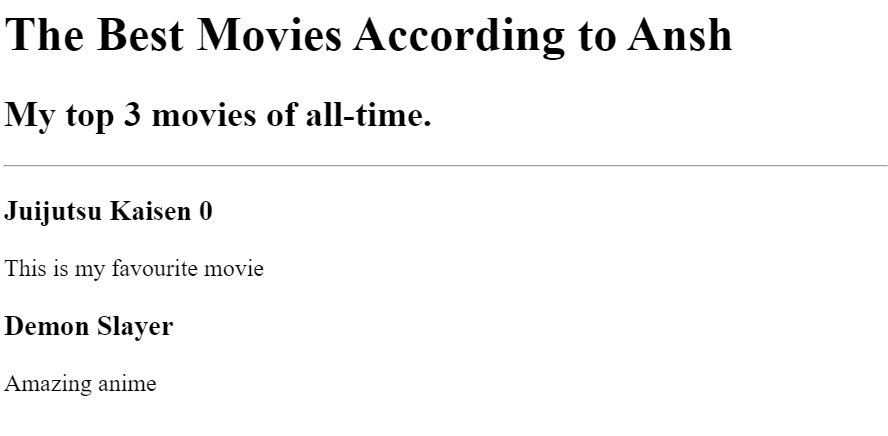 The Best Movies According to Ansh
My top 3 movies of all-time.
Juijutsu Kaisen 0
This is my favourite movie
Demon Slayer
Amazing anime